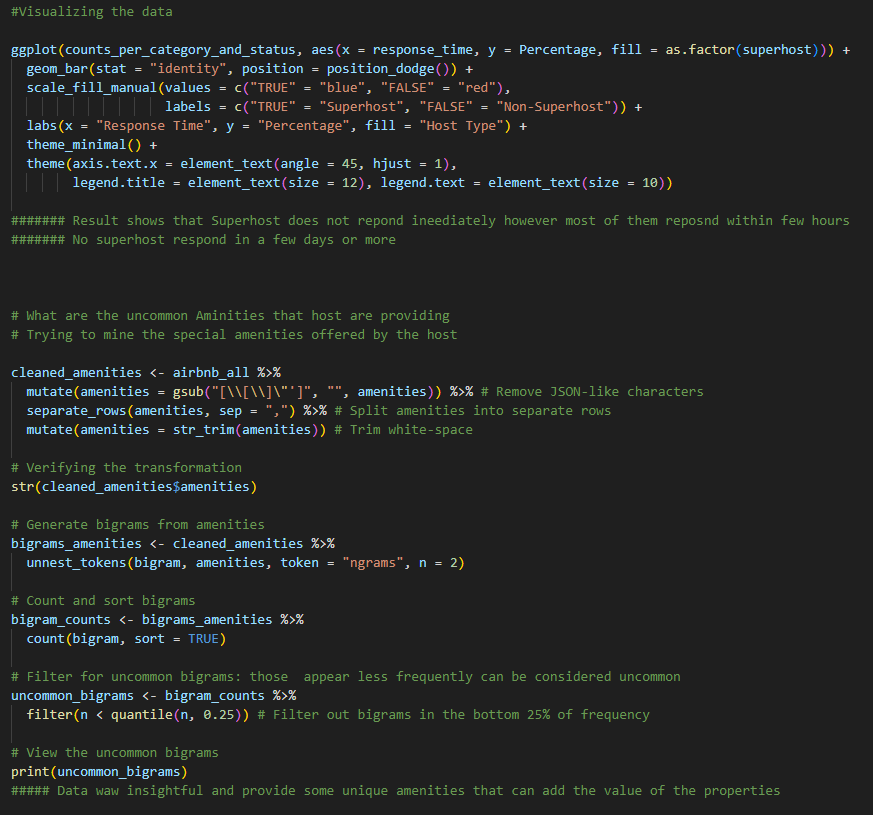 #Visualizing the data
ggplot(counts_per_category_and_status, aes(x = response_time, y = Percentage, fill = as.factor(superhost))) +
geom_bar(stat = "identity", position = position_dodge()) +
scale_fill_manual(values = c("TRUE" = "blue", "FALSE" = "red"),
labels = c("TRUE" = "Superhost", "FALSE" = "Non-Superhost")) +
labs(x = "Response Time", y = "Percentage", fill = "Host Type") +
theme_minimal() +
theme(axis.text.x = element_text(angle = 45, hjust = 1),
legend.title = element_text(size = 12), legend.text = element_text(size = 10))
####### Result shows that Superhost does not repond ineediately however most of them reposnd within few hours
####### No superhost respond in a few days or more
# What are the uncommon Aminities that host are providing
# Trying to mine the special amenities offered by the host
cleaned_amenities <- airbnb_all %>%
mutate(amenities = gsub("[\\[\\]\"']", "", amenities)) %>% # Remove JSON-like characters
separate_rows(amenities, sep = ",") %>% # Split amenities into separate rows
mutate(amenities = str_trim(amenities)) # Trim white-space
# Verifying the transformation
str(cleaned_amenities$amenities)
# Generate bigrams from amenities
bigrams_amenities <- cleaned_amenities %>%
unnest_tokens(bigram, amenities, token = "ngrams", n = 2)
# Count and sort bigrams
bigram_counts <- bigrams_amenities %>%
count(bigram, sort = TRUE)
# Filter for uncommon bigrams: those  appear less frequently can be considered uncommon
uncommon_bigrams <- bigram_counts %>%
filter(n < quantile(n, 0.25)) # Filter out bigrams in the bottom 25% of frequency
# View the uncommon bigrams
print(uncommon_bigrams)
##### Data waw insightful and provide some unique amenities that can add the value of the properties